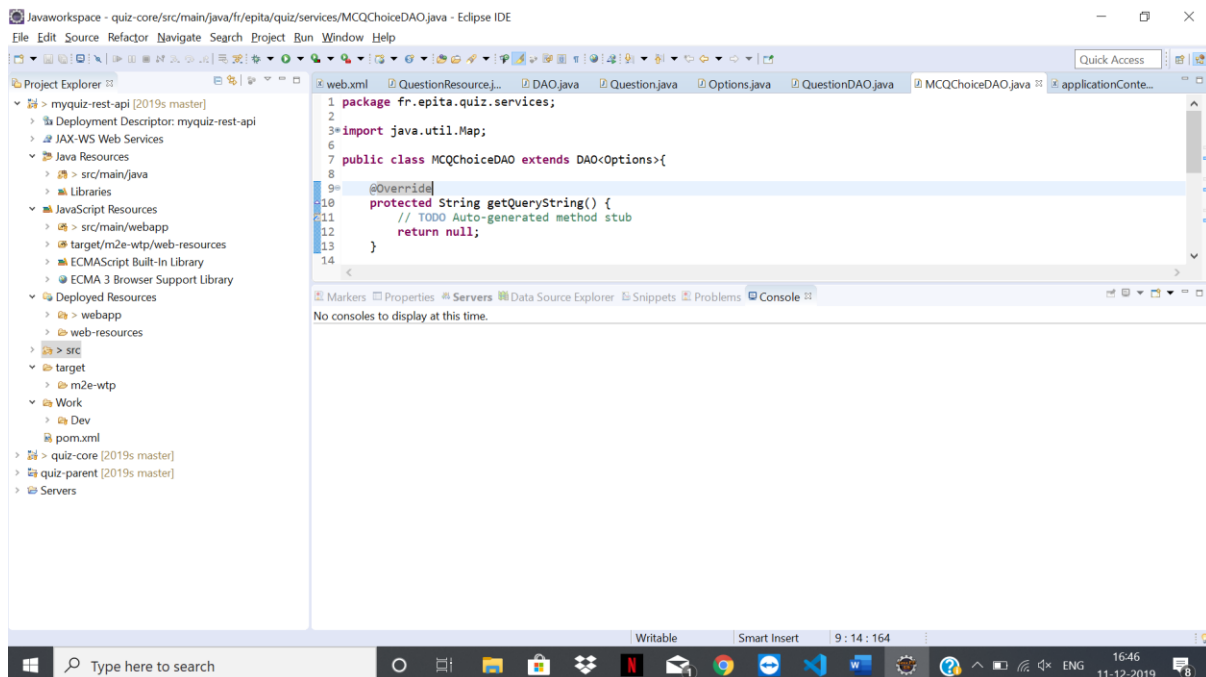 Javaworkspace - quiz-core/src/main/java/fr/epita/quiz/services/MCQChoiceDAO.java - Eclipse IDE
File Edit Source Refactor Navigate Search Project Run Window Help
Quick Access
Project Explorer
web.xml QuestionResource.j... DAO.java Question.java Options.java QuestionDAO.java MCQChoiceDAO.java applicationConte...
> myquiz-rest-api [2019s master]
Deployment Descriptor: myquiz-rest-api
JAX-WS Web Services
Java Resources
> src/main/java
Libraries
JavaScript Resources
> src/main/webapp
target/m2e-wtp/web-resources
ECMAScript Built-In Library
ECMA 3 Browser Support Library
Deployed Resources
> webapp
web-resources
> src
target
m2e-wtp
Work
Dev
pom.xml
> quiz-core [2019s master]
quiz-parent [2019s master]
Servers
1 package fr.epita.quiz.services;
2
3 import java.util.Map;
6
7 public class MCQChoiceDAO extends DAO<Options>{
8
9 @Override
10 protected String getQueryString() {
11 // TODO Auto-generated method stub
12 return null;
13 }
14
Markers Properties Servers Data Source Explorer Snippets Problems Console
No consoles to display at this time.
Writable Smart Insert 9 : 14 : 164
Type here to search
ENG
16:46
11-12-2019
8